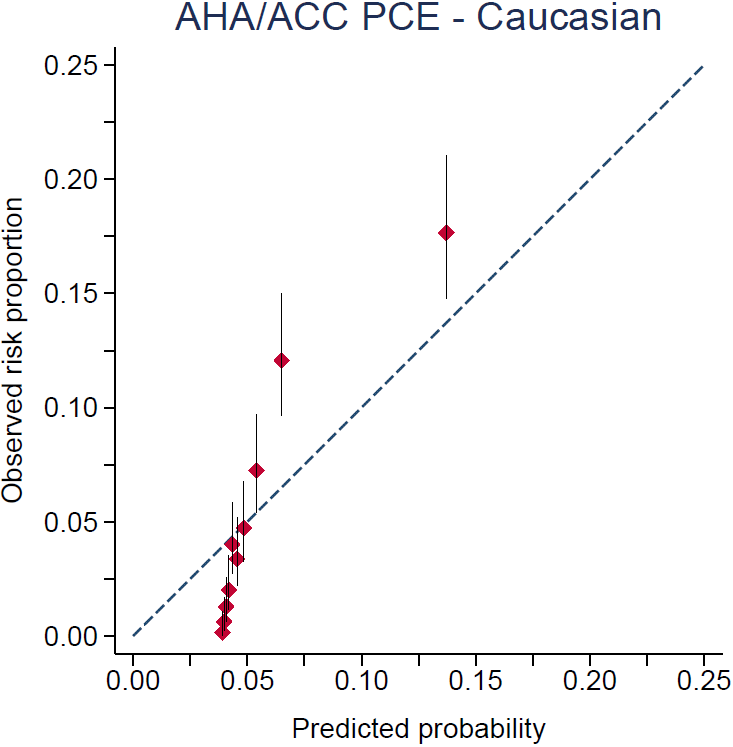 AHA/ACC PCE - Caucasian
0.25
0.20
0.15
0.10
0.05
0.00
Observed risk proportion
0.00 0.05 0.10 0.15 0.20 0.25
Predicted probability